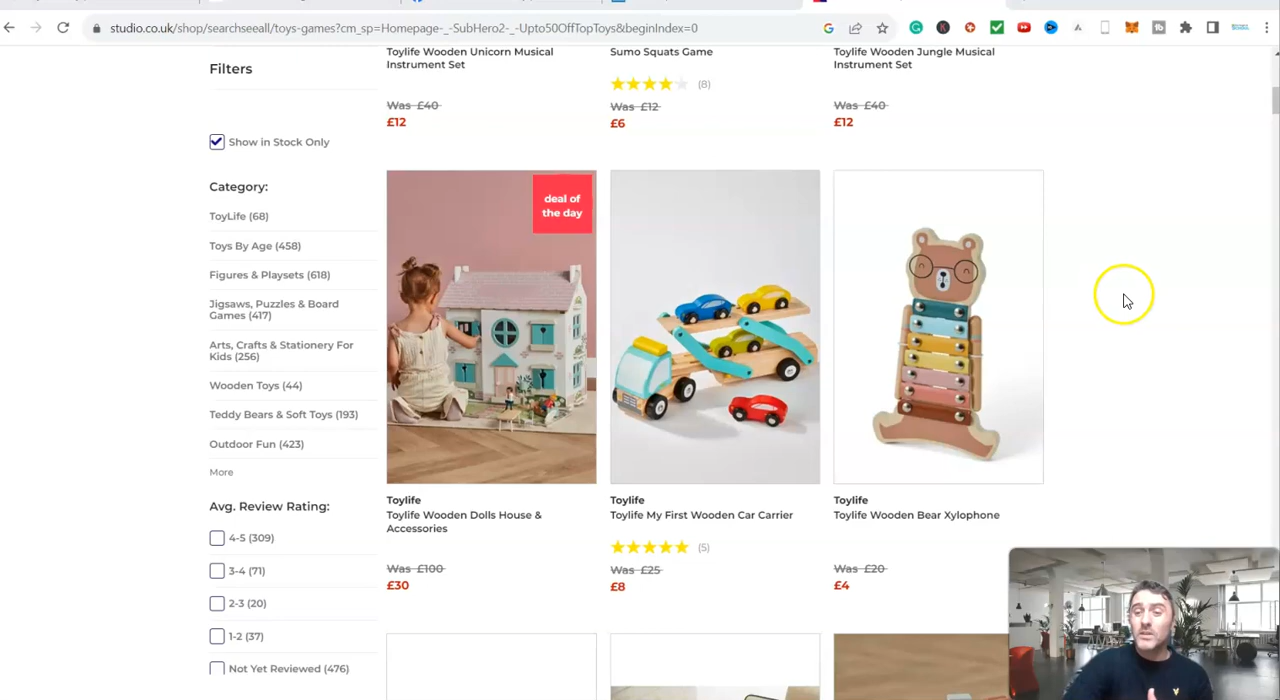 studio.co.uk/shop/searchseeall/toys-games?cm_sp=Homepage-_-SubHero2-_-Upto50OffTopToys&beginIndex=0
Filters
Show in Stock Only
Category:
ToyLife (68)
Toys By Age (458)
Figures & Playsets (618)
Jigsaws, Puzzles & Board
Games (417)
Arts, Crafts & Stationery For
Kids (256)
Wooden Toys (44)
Teddy Bears & Soft Toys (193)
Outdoor Fun (423)
More
Avg. Review Rating:
4-5 (309)
3-4 (71)
2-3 (20)
1-2 (37)
Not Yet Reviewed (476)
Toylife Wooden Unicorn Musical
Instrument Set
Was £40
£12
Sumo Squats Game
(8)
Was £12
£6
Toylife Wooden Jungle Musical
Instrument Set
Was £40
£12
deal of
the day
Toylife
Toylife Wooden Dolls House &
Accessories
Was £100
£30
Toylife
Toylife My First Wooden Car Carrier
(5)
Was £25
£8
Toylife
Toylife Wooden Bear Xylophone
Was £20
£4